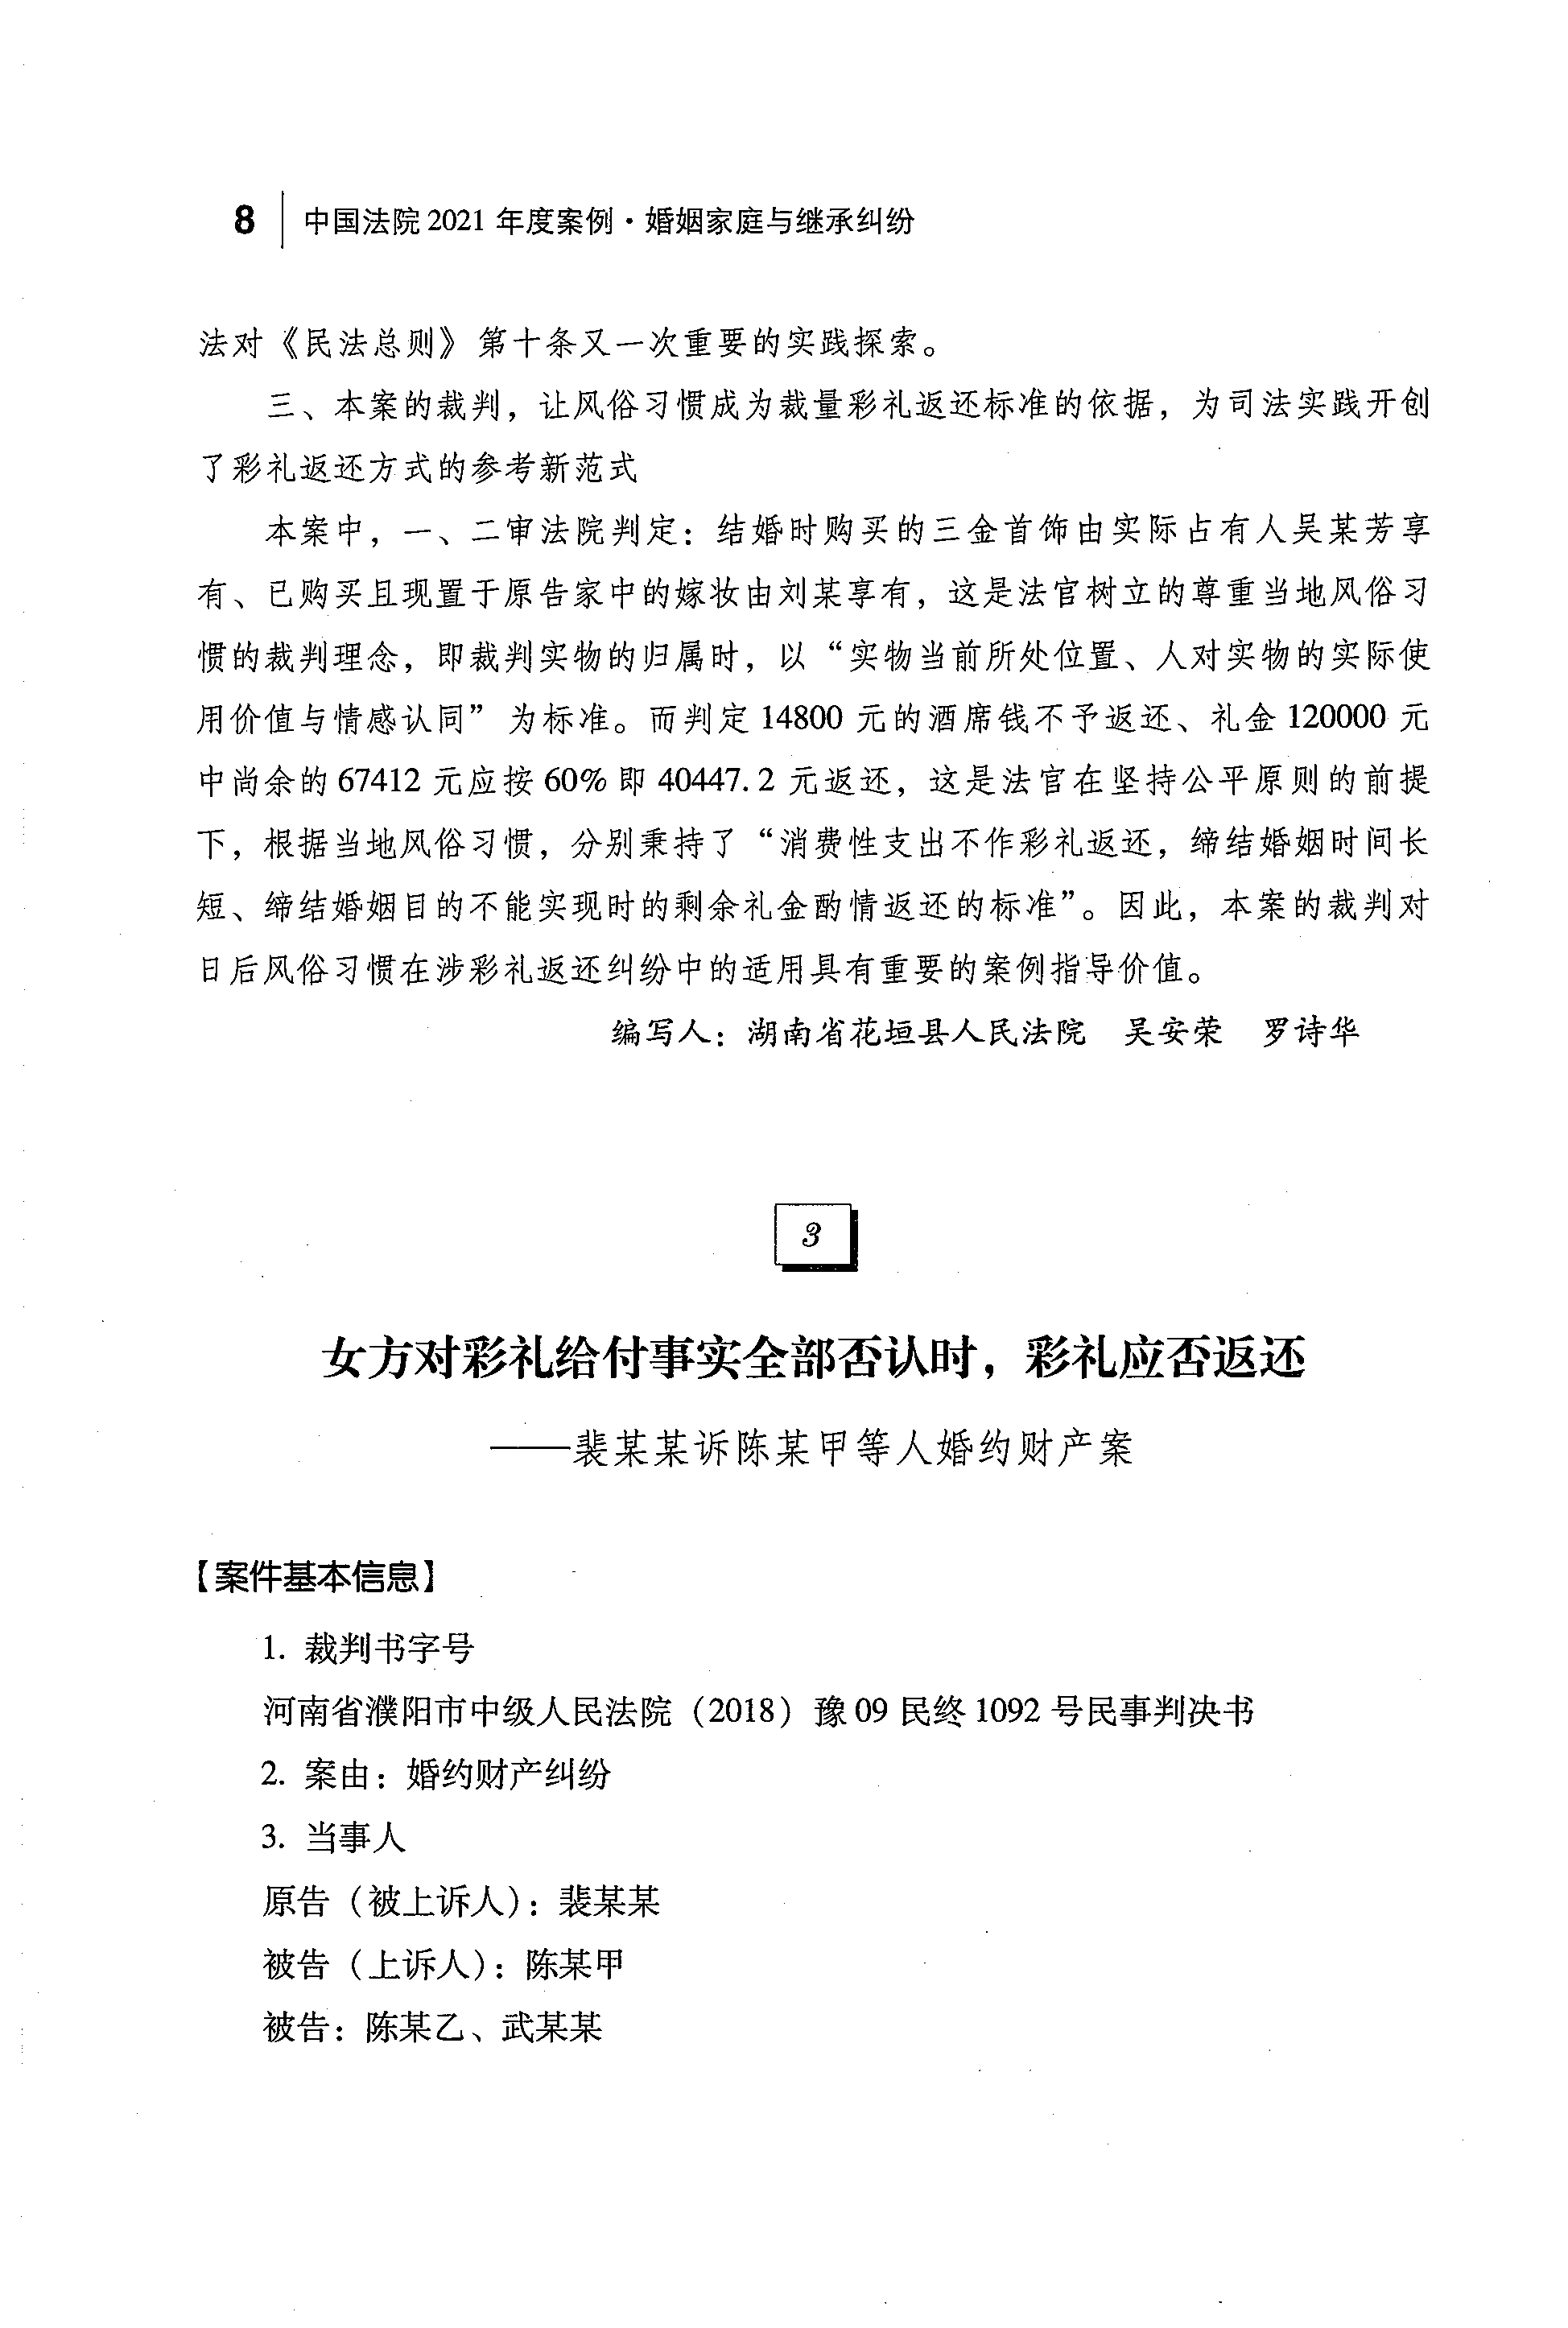 8 中国法院2021年度案例·婚姻家庭与继承纠纷
法对《民法总则》第十条又一次重要的实践探索。
三、本案的裁判，让风俗习惯成为裁量彩礼返还标准的依据，为司法实践开创
了彩礼返还方式的参考新范式
本案中，一、二审法院判定：结婚时购买的三金首饰由实际占有人吴某芳享
有、已购买且现置于原告家中的嫁妆由刘某享有，这是法官树立的尊重当地风俗习
惯的裁判理念，即裁判实物的归属时，以“实物当前所处位置、人对实物的实际使
用价值与情感认同”为标准。而判定14800元的酒席钱不予返还、礼金120000元
中尚余的67412元应按60%即40447.2元返还，这是法官在坚持公平原则的前提
下，根据当地风俗习惯，分别秉持了“消费性支出不作彩礼返还，缔结婚姻时间长
短、缔结婚姻目的不能实现时的剩余礼金酌情返还的标准”。因此，本案的裁判对
日后风俗习惯在涉彩礼返还纠纷中的适用具有重要的案例指导价值。
编写人：湖南省花垣县人民法院 吴安荣 罗诗华
3
女方对彩礼给付事实全部否认时，彩礼应否返还
——裴某某诉陈某甲等人婚约财产案
【案件基本信息】
1. 裁判书字号
河南省濮阳市中级人民法院（2018）豫09民终1092号民事判决书
2. 案由：婚约财产纠纷
3. 当事人
原告（被上诉人）：裴某某
被告（上诉人）：陈某甲
被告：陈某乙、武某某